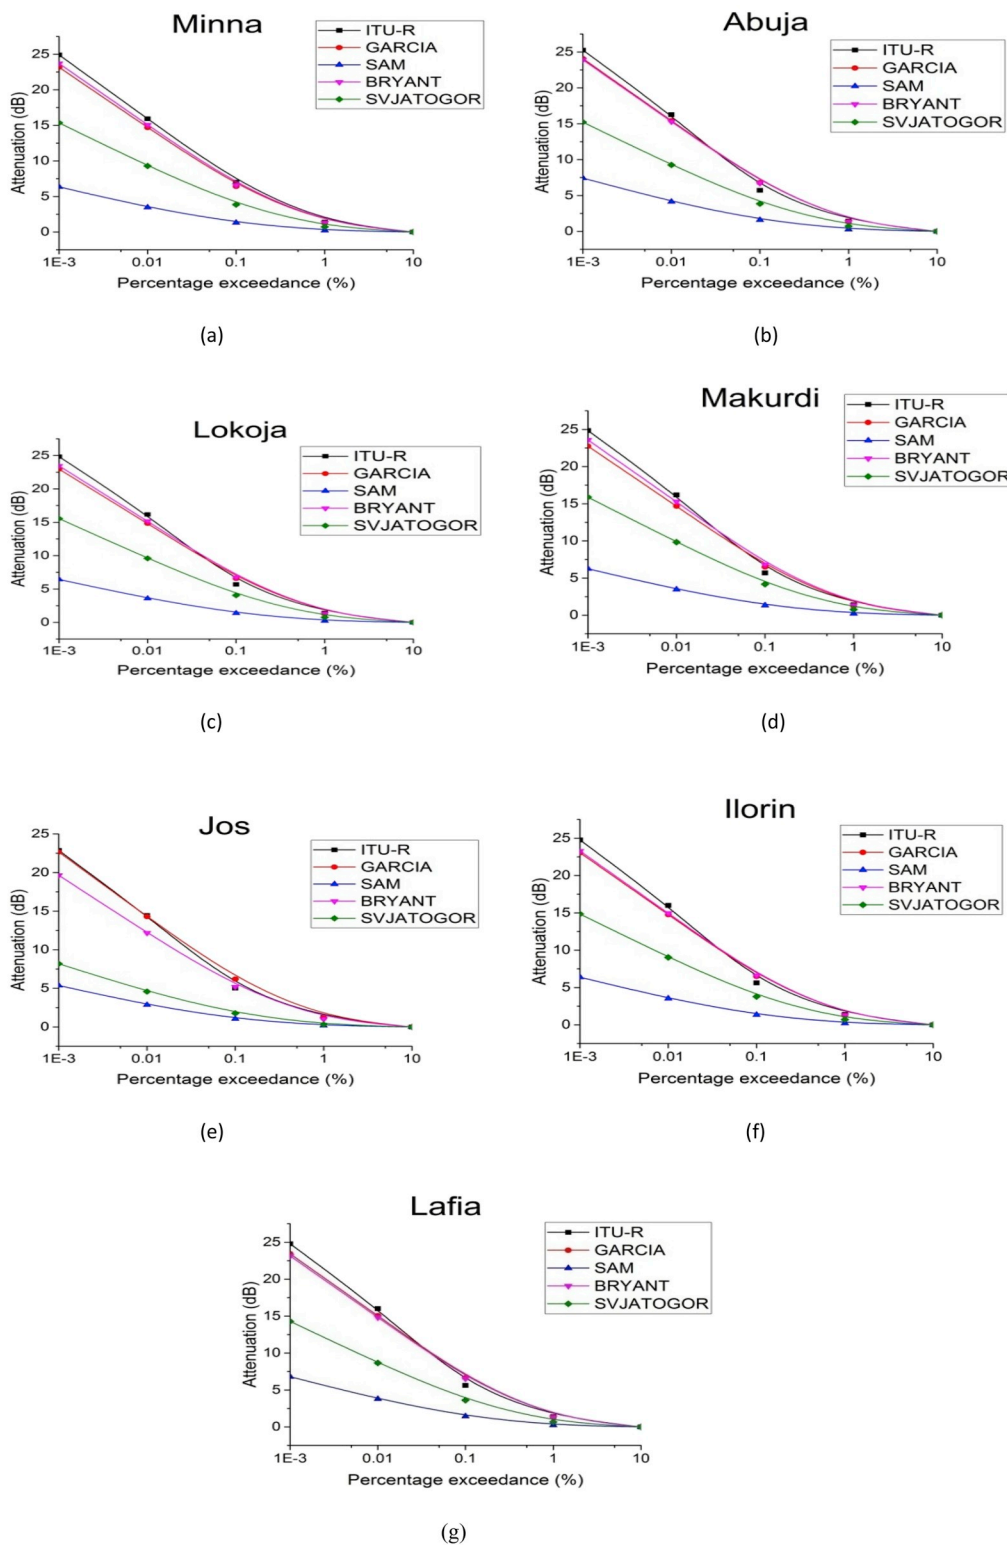 Minna
ITU-R
GARCIA
SAM
BRYANT
SVJATOGOR
25
20
15
10
5
0
Attenuation (dB)
1E-3 0.01 0.1 1 10
Percentage exceedance (%)
(a)
Abuja
ITU-R
GARCIA
SAM
BRYANT
SVJATOGOR
25
20
15
10
5
0
Attenuation (dB)
1E-3 0.01 0.1 1 10
Percentage exceedance (%)
(b)
Lokoja
ITU-R
GARCIA
SAM
BRYANT
SVJATOGOR
25
20
15
10
5
0
Attenuation (dB)
1E-3 0.01 0.1 1 10
Percentage exceedance (%)
(c)
Makurdi
ITU-R
GARCIA
SAM
BRYANT
SVJATOGOR
25
20
15
10
5
0
Attenuation (dB)
1E-3 0.01 0.1 1 10
Percentage exceedance (%)
(d)
Jos
ITU-R
GARCIA
SAM
BRYANT
SVJATOGOR
25
20
15
10
5
0
Attenuation (dB)
1E-3 0.01 0.1 1 10
Percentage exceedance (%)
(e)
Ilorin
ITU-R
GARCIA
SAM
BRYANT
SVJATOGOR
25
20
15
10
5
0
Attenuation (dB)
1E-3 0.01 0.1 1 10
Percentage exceedance (%)
(f)
Lafia
ITU-R
GARCIA
SAM
BRYANT
SVJATOGOR
25
20
15
10
5
0
Attenuation (dB)
1E-3 0.01 0.1 1 10
Percentage exceedance (%)
(g)